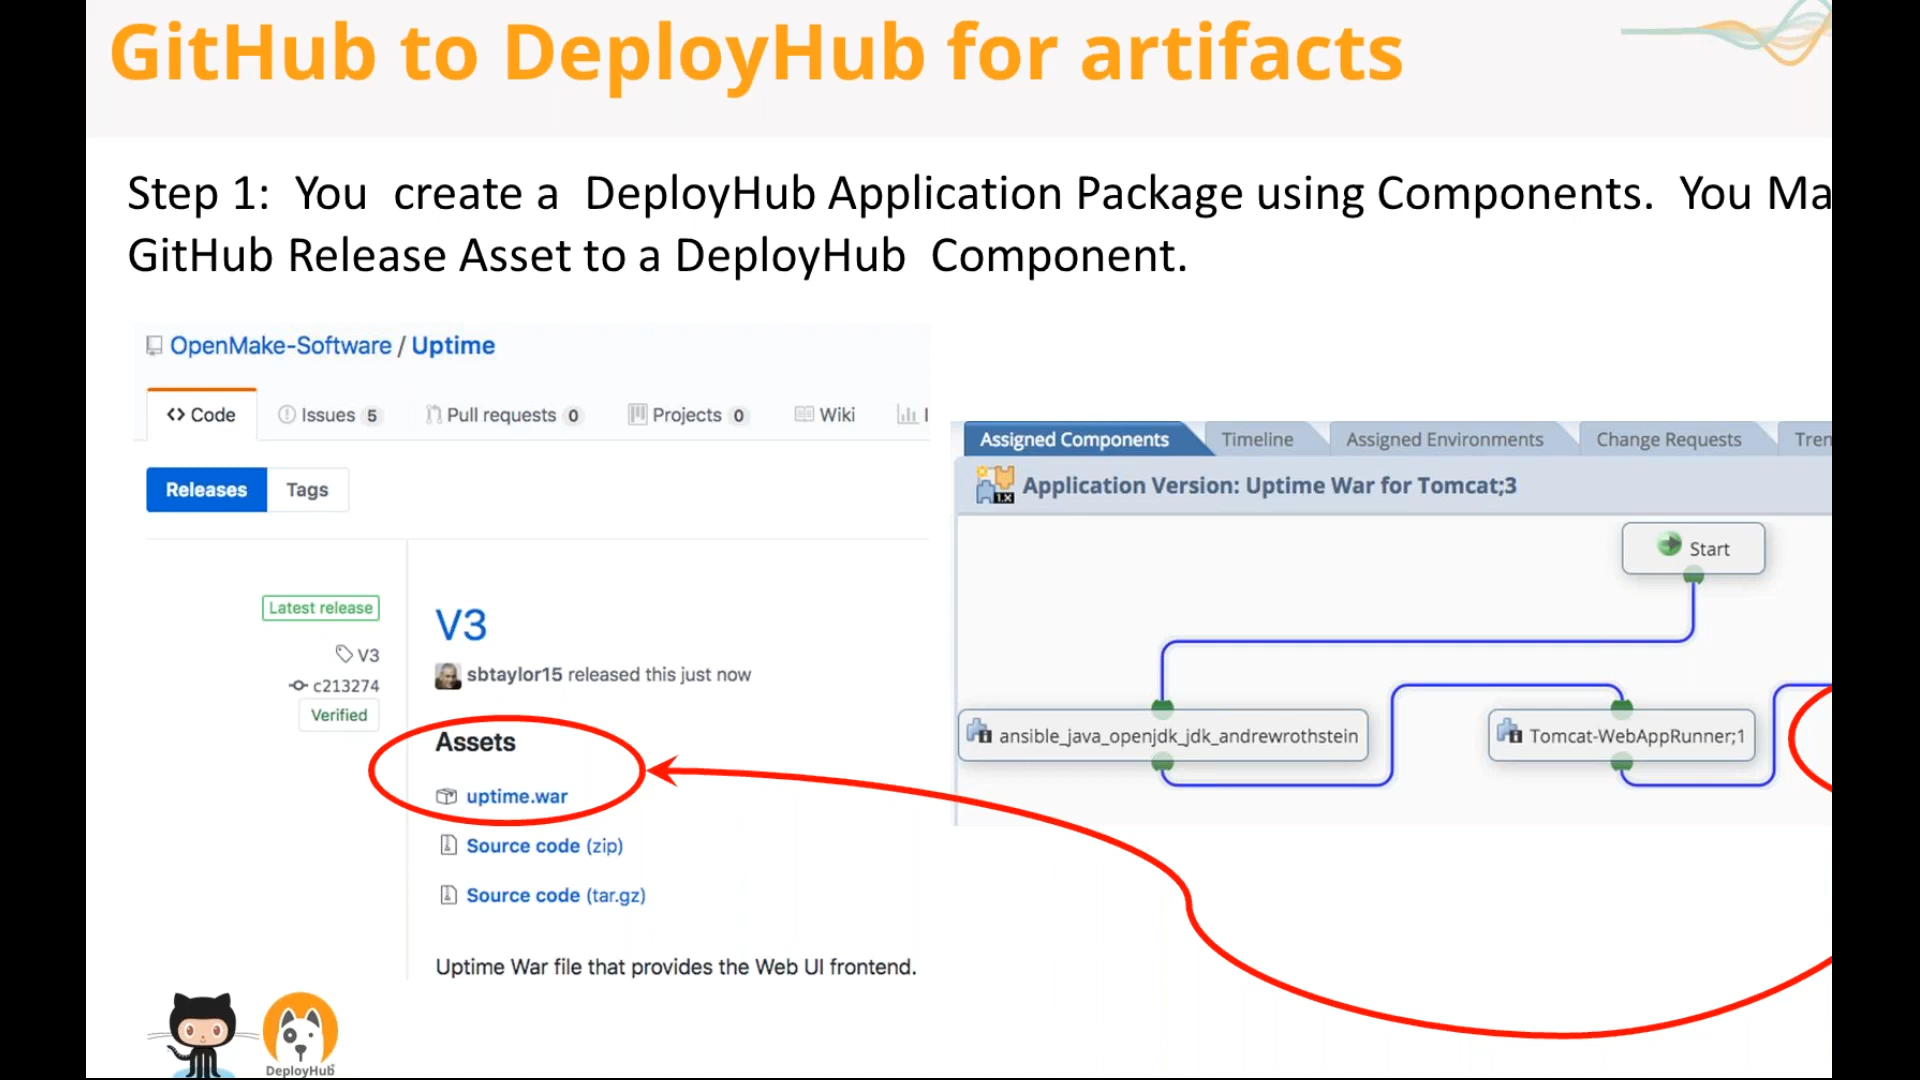 GitHub to DeployHub for artifacts
Step 1: You create a DeployHub Application Package using Components. You Ma
GitHub Release Asset to a DeployHub Component.
OpenMake-Software / Uptime
Code Issues 5 Pull requests 0 Projects 0 Wiki
Releases Tags
Latest release
V3
c213274
Verified
V3
sbtaylor15 released this just now
Assets
uptime.war
Source code (zip)
Source code (tar.gz)
Uptime War file that provides the Web UI frontend.
Assigned Components Timeline Assigned Environments Change Requests Tren
1.X Application Version: Uptime War for Tomcat;3
Start
ansible_java_openjdk_jdk_andrewrothstein
Tomcat-WebAppRunner;1
DeployHub